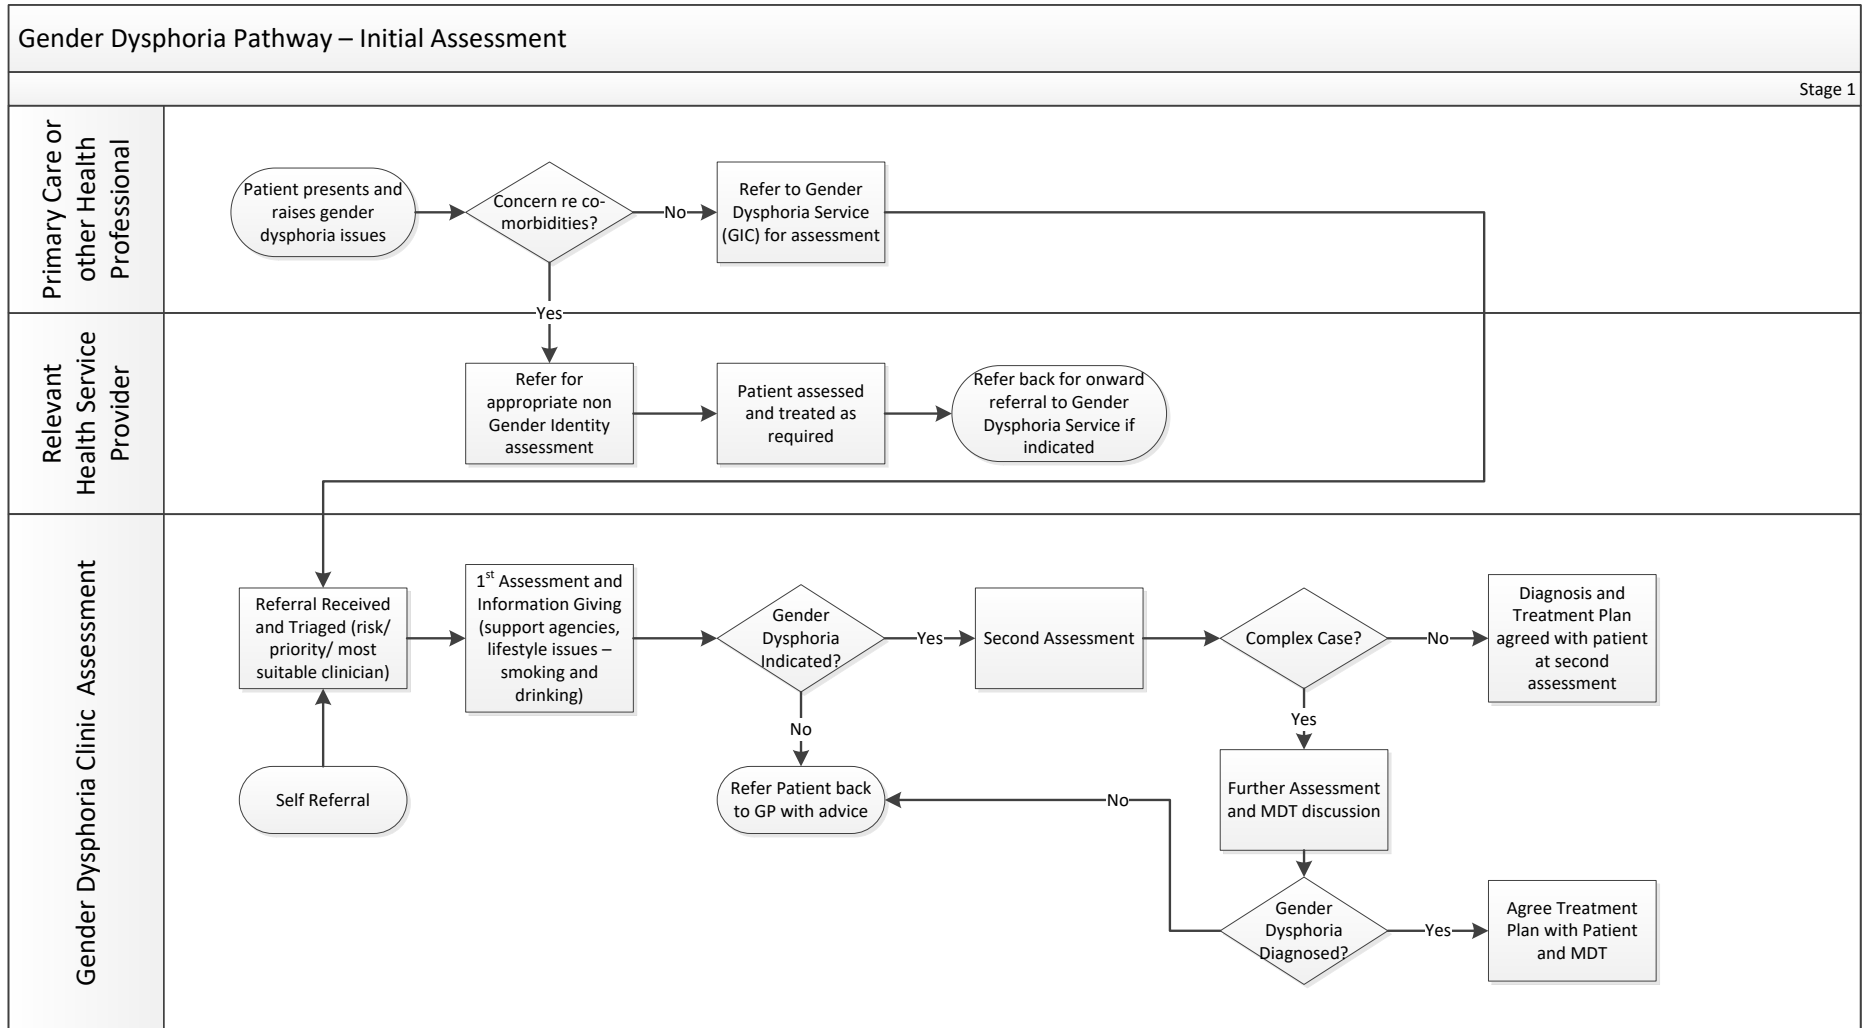 Gender Dysphoria Pathway – Initial Assessment
Stage 1
Primary Care or
other Health
Professional
Patient presents and
raises gender
dysphoria issues
Concern re co-
morbidities?
No
Refer to Gender
Dysphoria Service
(GIC) for assessment
Yes
Relevant
Health Service
Provider
Refer for
appropriate non
Gender Identity
assessment
Patient assessed
and treated as
required
Refer back for onward
referral to Gender
Dysphoria Service if
indicated
Gender Dysphoria Clinic Assessment
Referral Received
and Triaged (risk/
priority/ most
suitable clinician)
1st Assessment and
Information Giving
(support agencies,
lifestyle issues –
smoking and
drinking)
Gender
Dysphoria
Indicated?
Yes
Second Assessment
Complex Case?
No
Diagnosis and
Treatment Plan
agreed with patient
at second
assessment
No
Yes
Self Referral
Refer Patient back
to GP with advice
No
Further Assessment
and MDT discussion
Gender
Dysphoria
Diagnosed?
Yes
Agree Treatment
Plan with Patient
and MDT